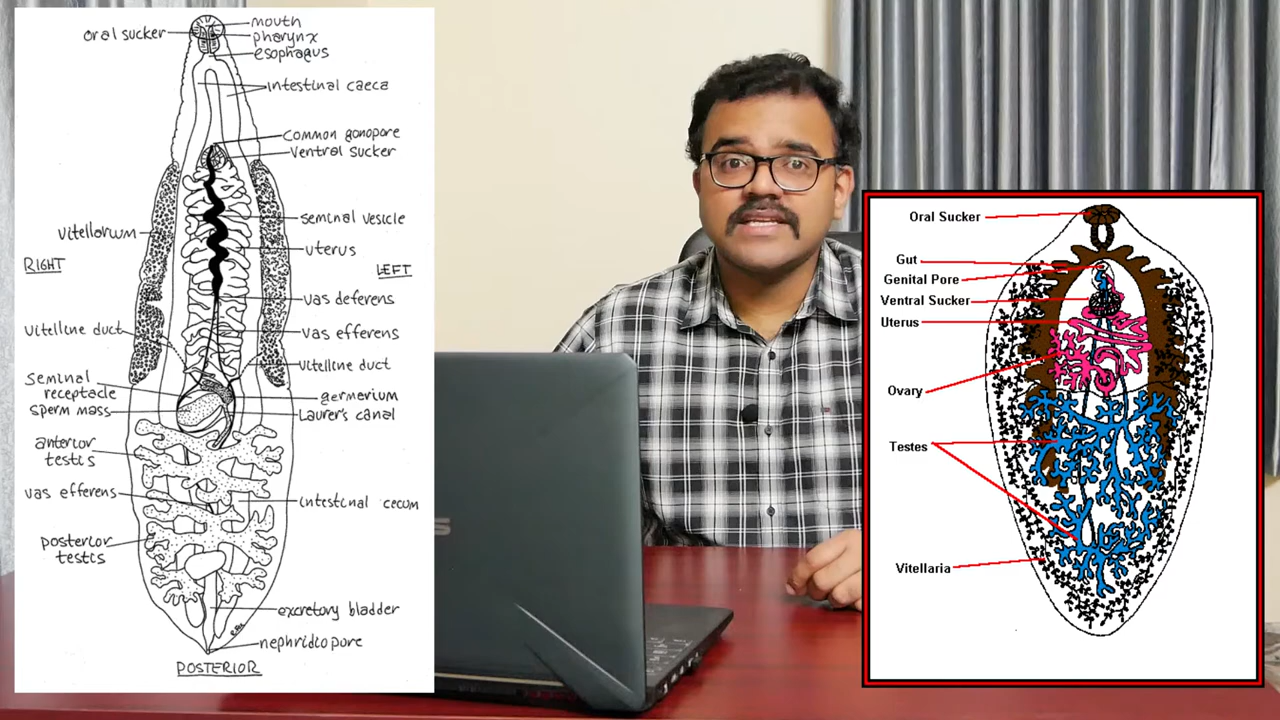 oral sucker
mouth
pharynx
esophagus
intestinal caeca
Common gonopore
Ventral sucker
vitellarium
seminal vesicle
uterus
RIGHT
LEFT
vas deferens
vitelline duct
vas efferens
vitelline duct
Seminal
receptacle
germarium
sperm mass
Laurer's canal
anterior
testis
vas efferens
intestinal cecum
posterior
testis
excretory bladder
nephridiopore
POSTERIOR
Oral Sucker
Gut
Genital Pore
Ventral Sucker
Uterus
Ovary
Testes
Vitellaria